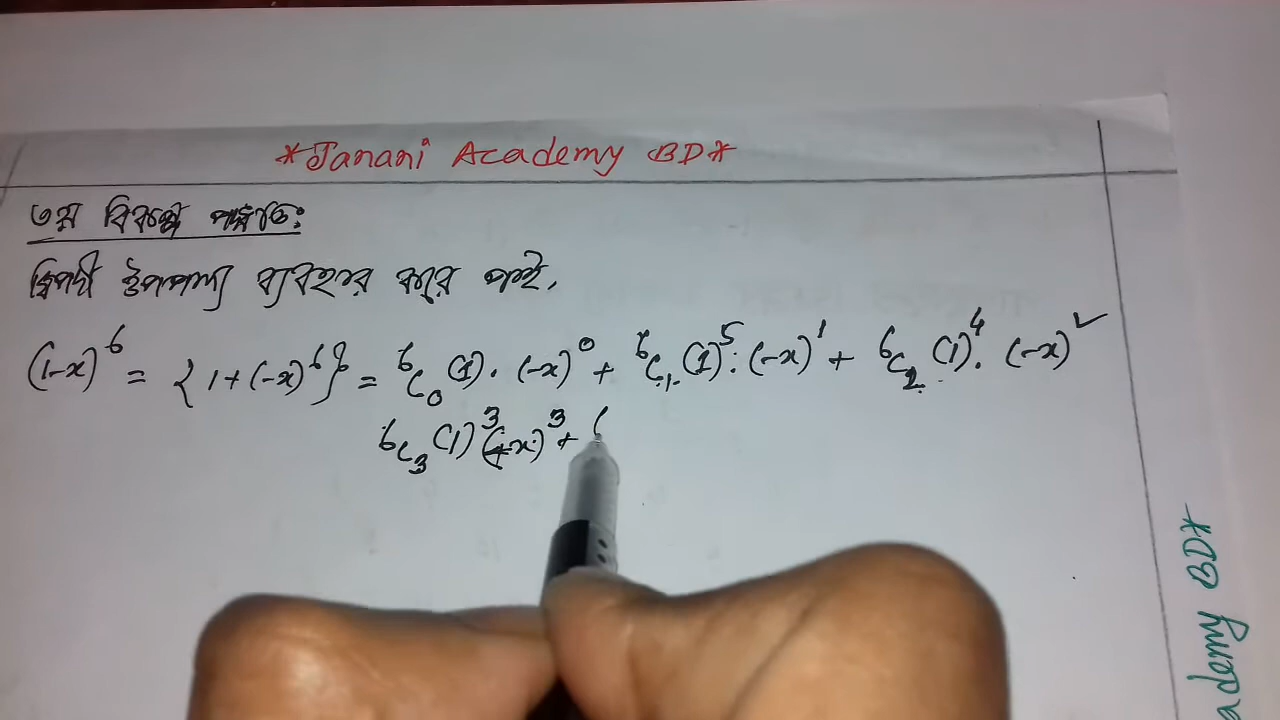 *Janani Academy BD*
৩য় বিকল্প পদ্ধতি:
দ্বিপদী উপপাদ্য ব্যবহার করে পাই,
(1-x)⁶ = {1+(-x)⁶}⁶ = ⁶C₀(1)·(-x)⁰ + ⁶C₁(1)⁵·(-x)¹ + ⁶C₂(1)⁴·(-x)²
⁶C₃(1)³(-x)³ + (
ademy BD*